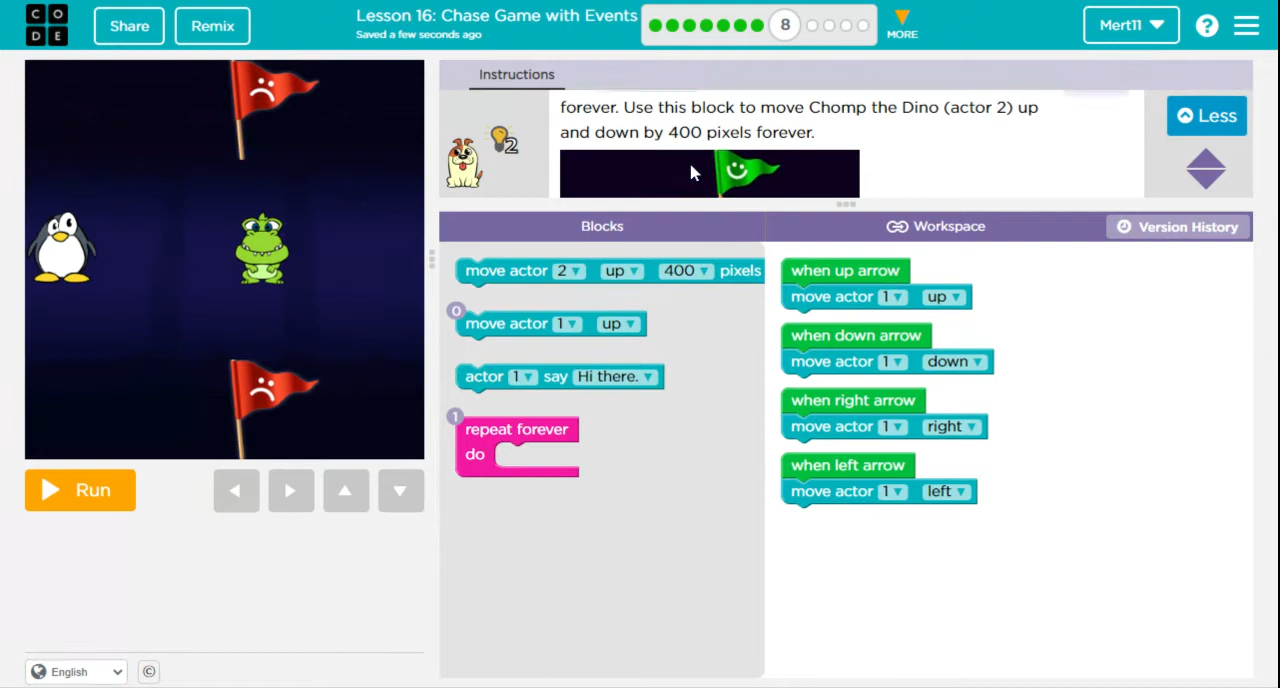 C O
D E
Share
Remix
Lesson 16: Chase Game with Events
Saved a few seconds ago
8
MORE
Mert11
?
Instructions
forever. Use this block to move Chomp the Dino (actor 2) up
and down by 400 pixels forever.
2
Less
Blocks
Workspace
Version History
move actor 2 up 400 pixels
0
move actor 1 up
actor 1 say Hi there.
1
repeat forever
do
when up arrow
move actor 1 up
when down arrow
move actor 1 down
when right arrow
move actor 1 right
when left arrow
move actor 1 left
Run
English
©